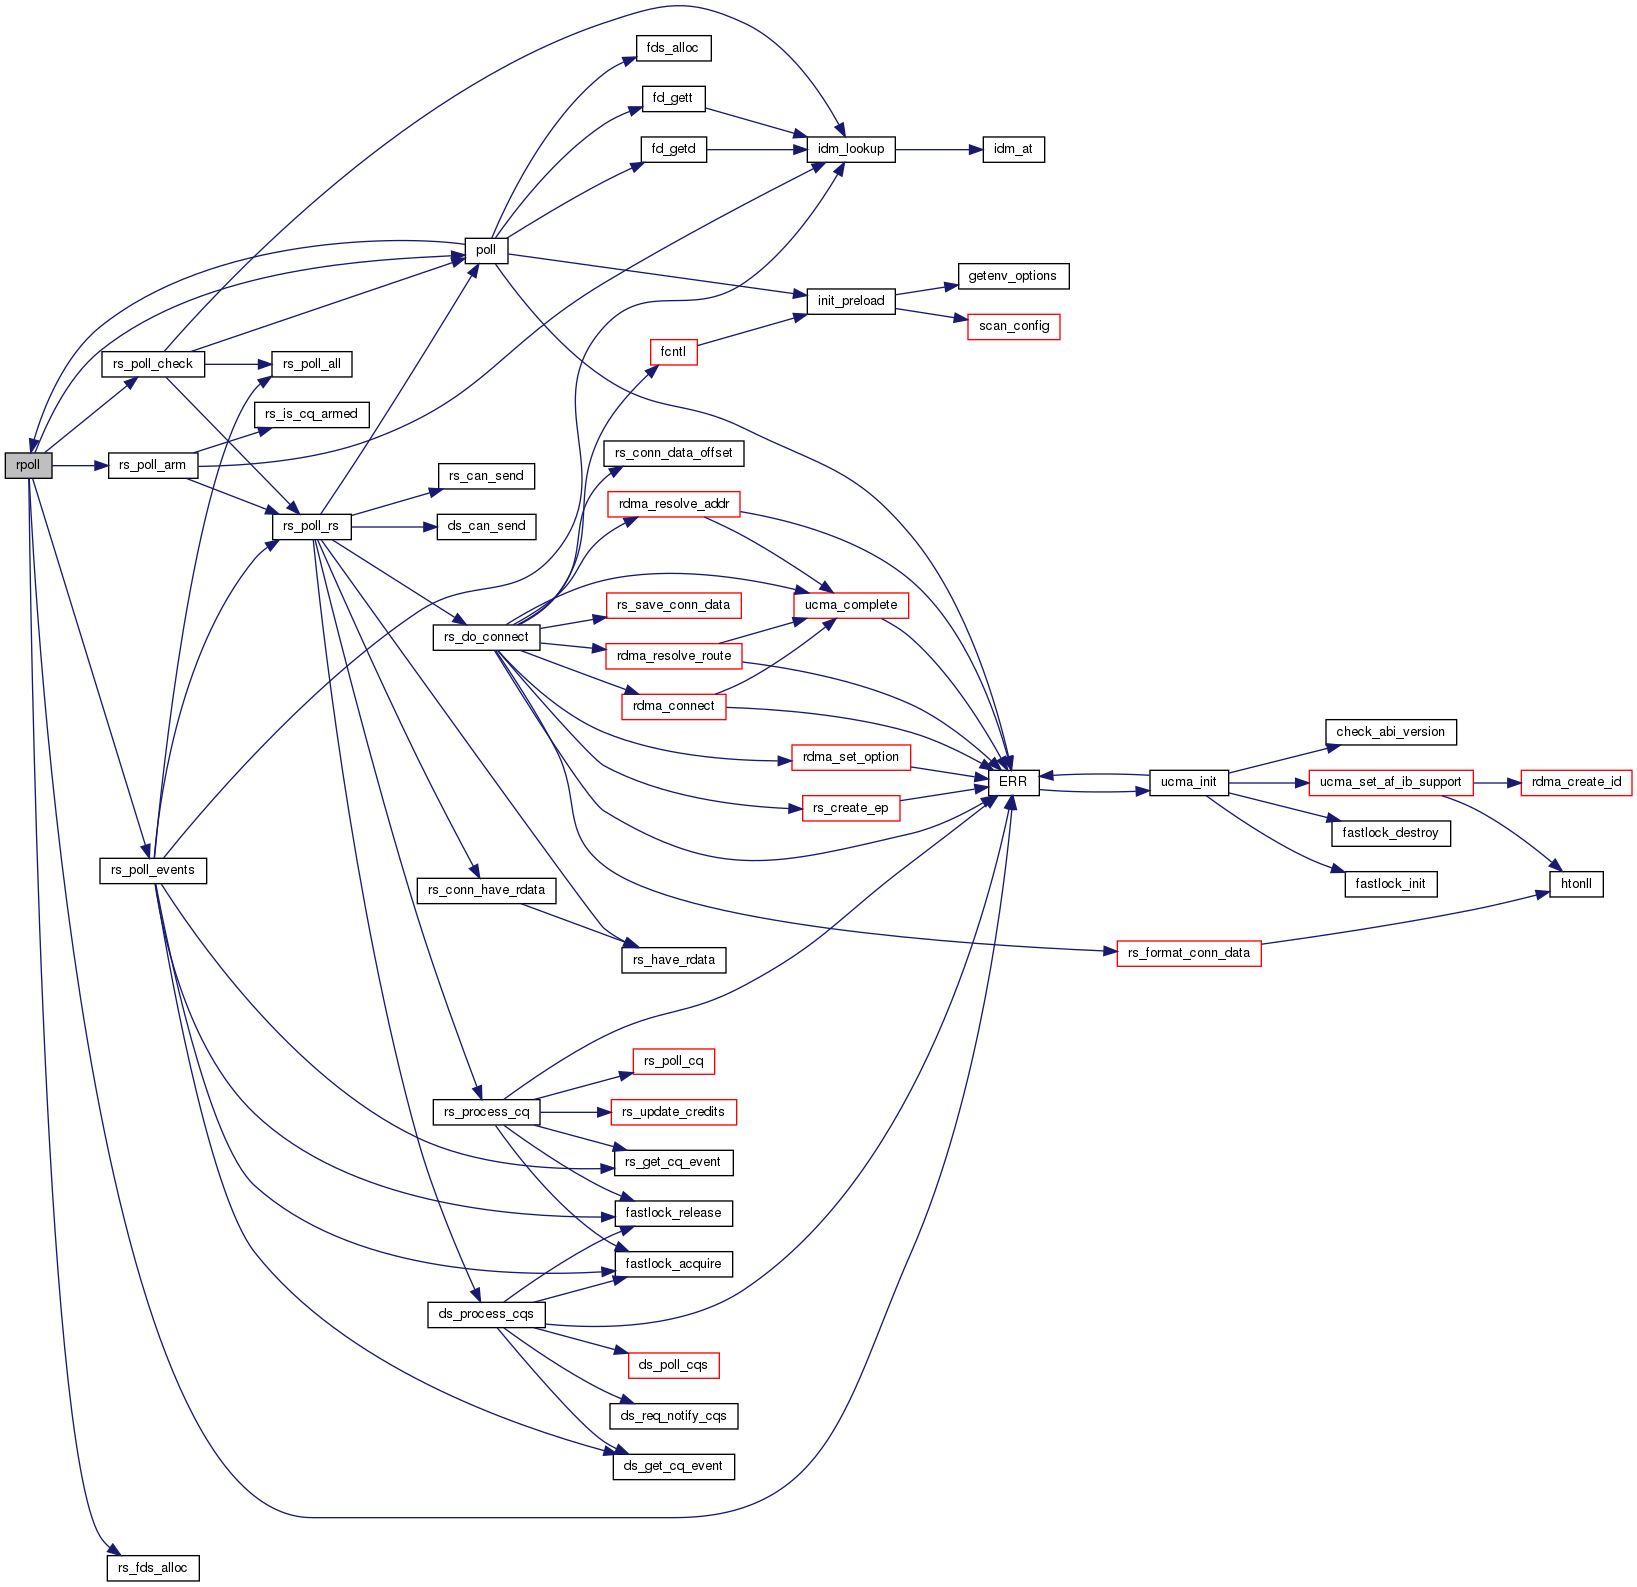 fds_alloc
fd_gett
fd_getd
idm_lookup
idm_at
poll
getenv_options
init_preload
scan_config
fcntl
rs_poll_check
rs_poll_all
rs_is_cq_armed
rpoll
rs_poll_arm
rs_conn_data_offset
rs_can_send
rdma_resolve_addr
rs_poll_rs
ds_can_send
ucma_complete
rs_save_conn_data
rs_do_connect
rdma_resolve_route
rdma_connect
check_abi_version
rdma_set_option
ERR
ucma_init
ucma_set_af_ib_support
rdma_create_id
rs_create_ep
fastlock_destroy
rs_poll_events
rs_conn_have_rdata
fastlock_init
htonll
rs_format_conn_data
rs_have_rdata
rs_poll_cq
rs_process_cq
rs_update_credits
rs_get_cq_event
fastlock_release
fastlock_acquire
ds_process_cqs
ds_poll_cqs
ds_req_notify_cqs
ds_get_cq_event
rs_fds_alloc